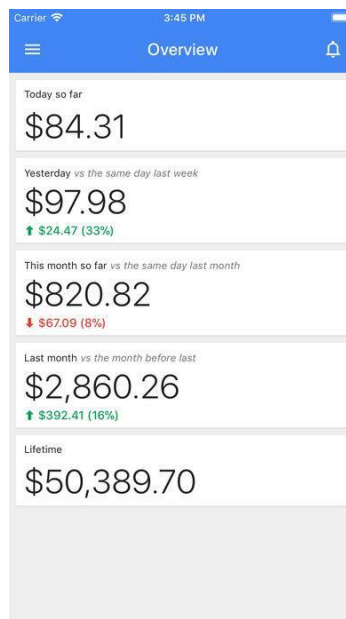 Carrier 3:45 PM
Overview
Today so far
$84.31
Yesterday vs the same day last week
$97.98
⬆ $24.47 (33%)
This month so far vs the same day last month
$820.82
⬇ $67.09 (8%)
Last month vs the month before last
$2,860.26
⬆ $392.41 (16%)
Lifetime
$50,389.70